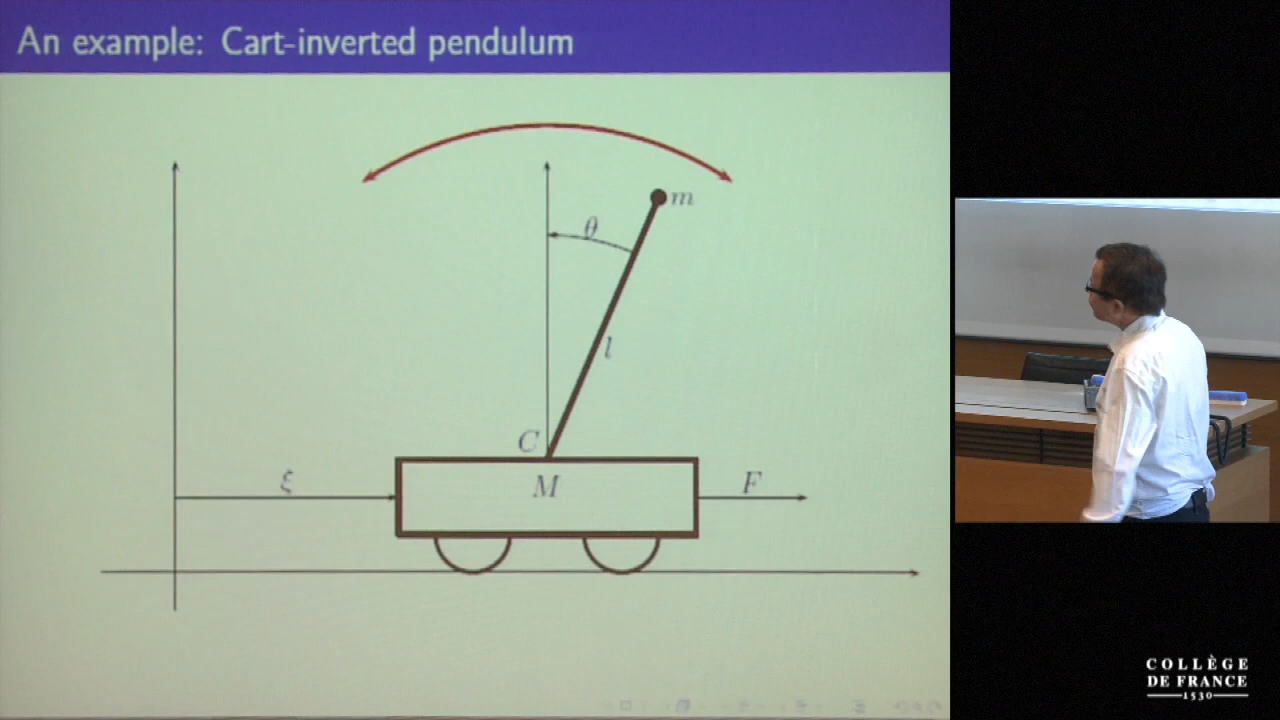 An example: Cart-inverted pendulum
m
θ
l
C
ξ
M
F
COLLÈGE
DE FRANCE
1530